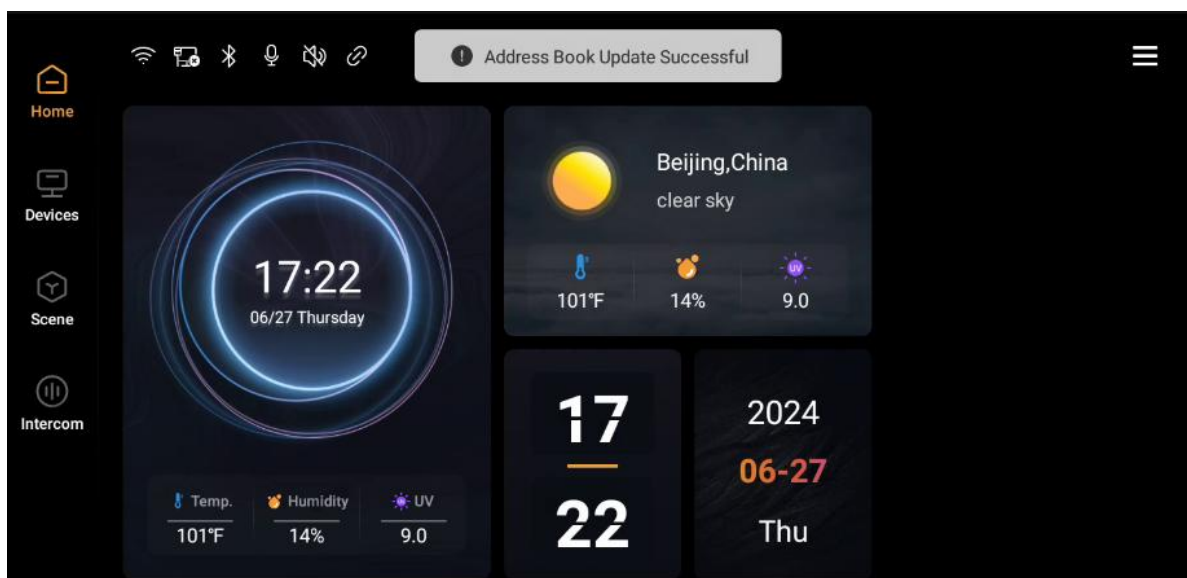 Address Book Update Successful
Home
Devices
Scene
Intercom
17:22
06/27 Thursday
Temp.
Humidity
UV
101°F
14%
9.0
Beijing,China
clear sky
UV
101°F
14%
9.0
17
22
2024
06-27
Thu